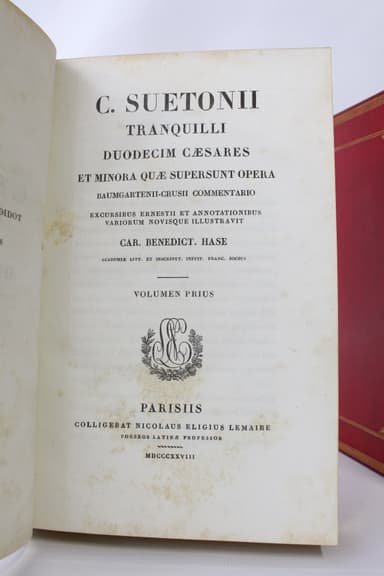 DIDOT
C. SUETONII
TRANQUILLI
DUODECIM CÆSARES
ET MINORA QUÆ SUPERSUNT OPERA
BAUMGARTENII-CRUSII COMMENTARIO
EXCURSIBUS ERNESTII ET ANNOTATIONIBUS
VARIORUM NOVISQUE ILLUSTRAVIT
CAR. BENEDICT. HASE
ACADEMIÆ LITT. ET INSCRIPT. INSTIT. FRANC. SOCIUS
VOLUMEN PRIUS
PARISIIS
COLLIGEBAT NICOLAUS ELIGIUS LEMAIRE
POESEOS LATINÆ PROFESSOR
MDCCCXXVIII